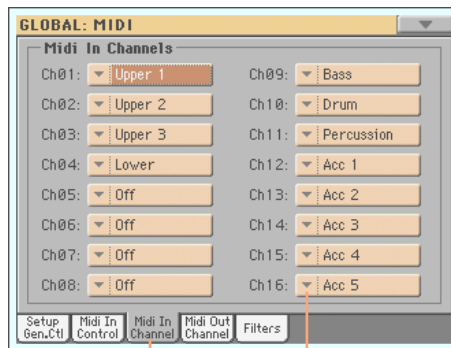 GLOBAL: MIDI
Midi In Channels
Ch01: Upper 1
Ch09: Bass
Ch02: Upper 2
Ch10: Drum
Ch03: Upper 3
Ch11: Percussion
Ch04: Lower
Ch12: Acc 1
Ch05: Off
Ch13: Acc 2
Ch06: Off
Ch14: Acc 3
Ch07: Off
Ch15: Acc 4
Ch08: Off
Ch16: Acc 5
Setup Gen.Ctl
Midi In Control
Midi In Channel
Midi Out Channel
Filters